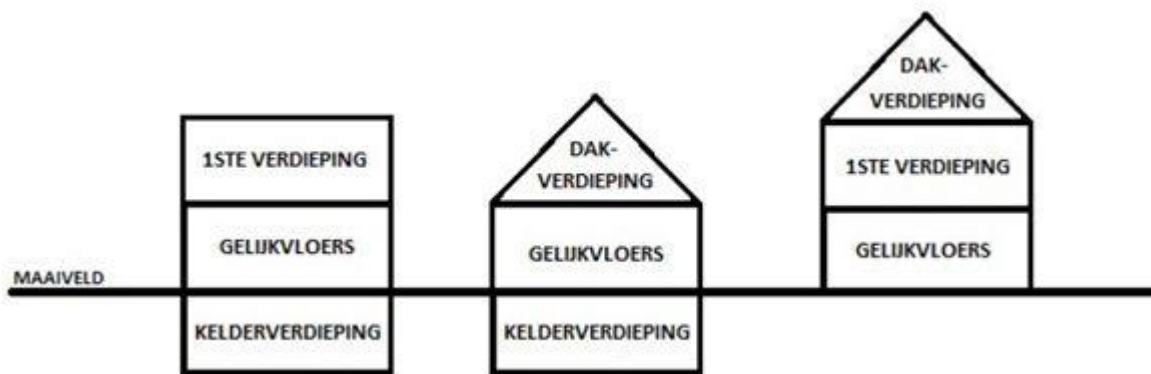 DAK-
VERDIEPING
1STE VERDIEPING
DAK-
VERDIEPING
1STE VERDIEPING
GELIJKVLOERS
GELIJKVLOERS
GELIJKVLOERS
MAAIVELD
KELDERVERDIEPING
KELDERVERDIEPING